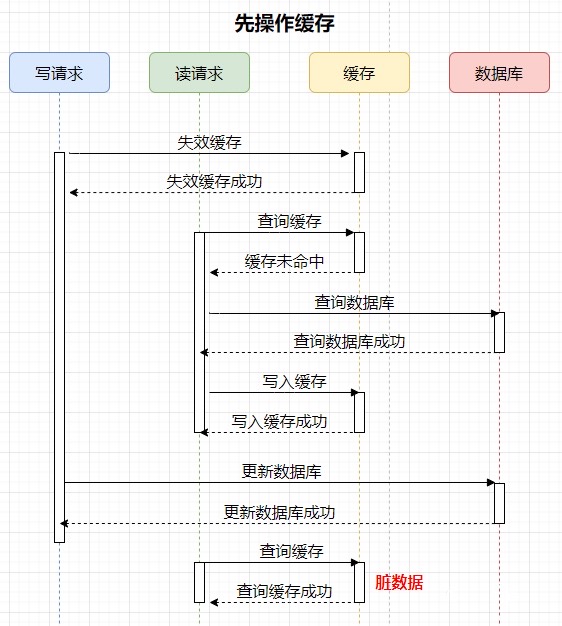 先操作缓存
写请求
读请求
缓存
数据库
失效缓存
失效缓存成功
查询缓存
缓存未命中
查询数据库
查询数据库成功
写入缓存
写入缓存成功
更新数据库
更新数据库成功
查询缓存
查询缓存成功
脏数据